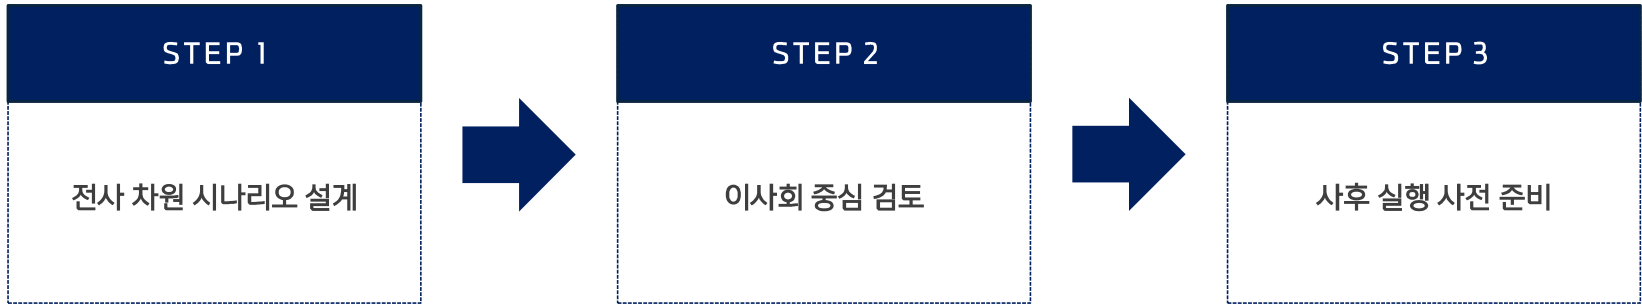 STEP 1
전사 차원 시나리오 설계
STEP 2
이사회 중심 검토
STEP 3
사후 실행 사전 준비